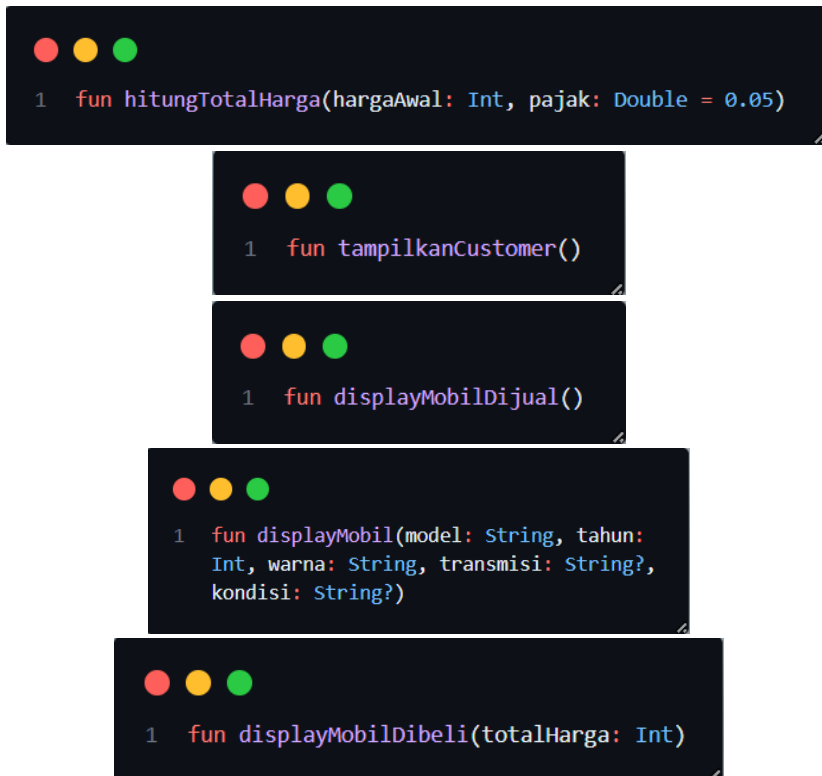 1 fun hitungTotalHarga(hargaAwal: Int, pajak: Double = 0.05)
1 fun tampilkanCustomer()
1 fun displayMobilDijual()
1 fun displayMobil(model: String, tahun:
Int, warna: String, transmisi: String?,
kondisi: String?)
1 fun displayMobilDibeli(totalHarga: Int)